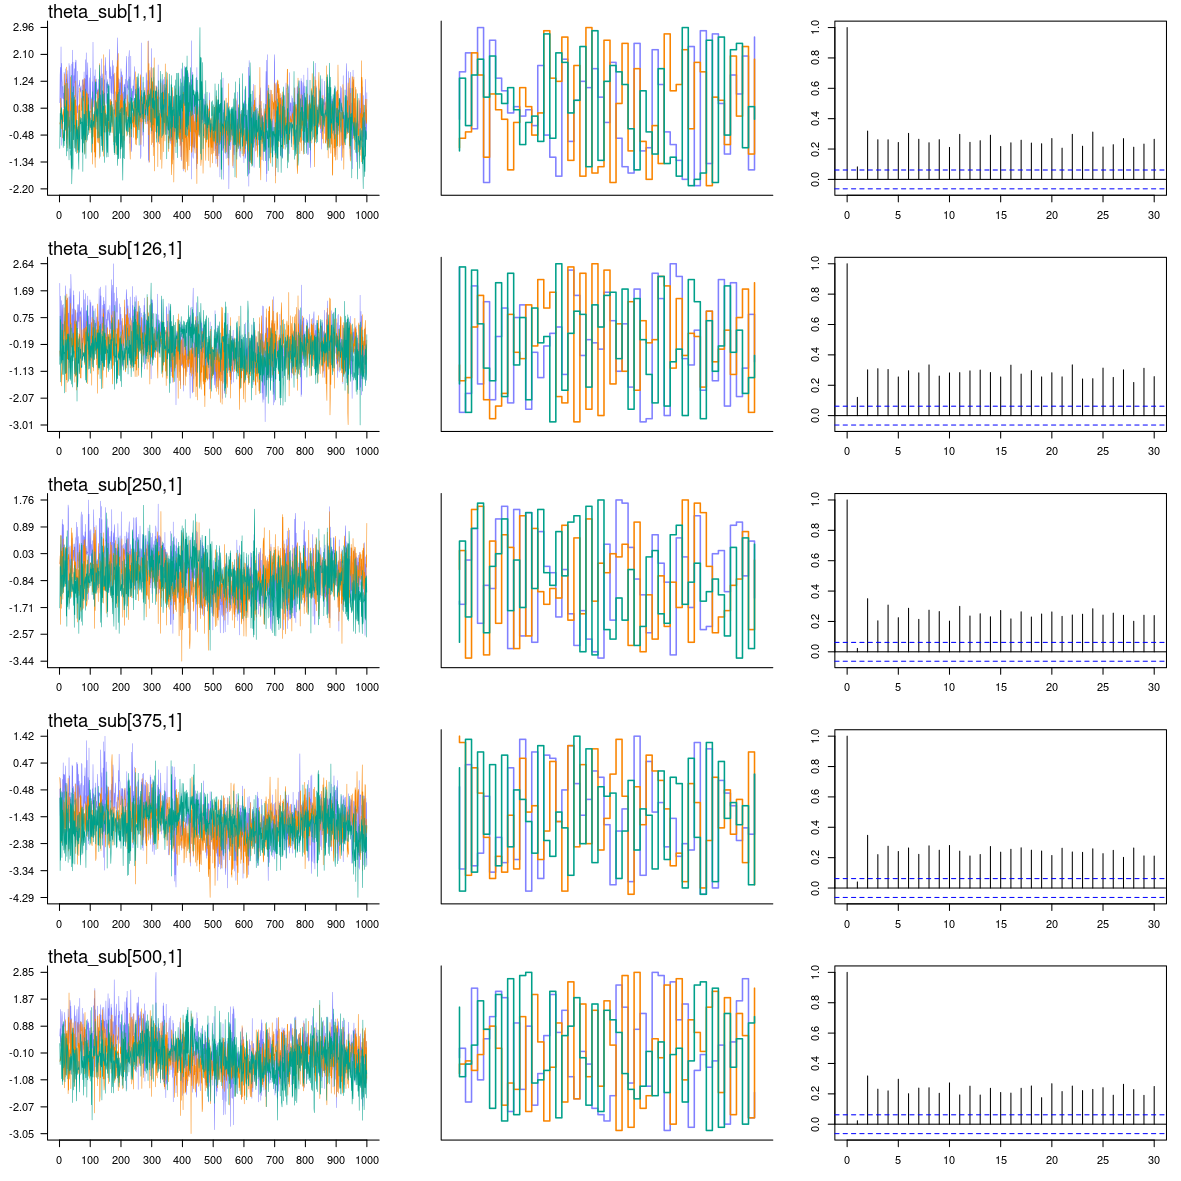 theta_sub[1,1]
2.96
2.10
1.24
0.38
-0.48
-1.34
-2.20
0 100 200 300 400 500 600 700 800 900 1000
0.0 0.2 0.4 0.6 0.8 1.0
0 5 10 15 20 25 30
theta_sub[126,1]
2.64
1.69
0.75
-0.19
-1.13
-2.07
-3.01
0 100 200 300 400 500 600 700 800 900 1000
0.0 0.2 0.4 0.6 0.8 1.0
0 5 10 15 20 25 30
theta_sub[250,1]
1.76
0.89
0.03
-0.84
-1.71
-2.57
-3.44
0 100 200 300 400 500 600 700 800 900 1000
0.0 0.2 0.4 0.6 0.8 1.0
0 5 10 15 20 25 30
theta_sub[375,1]
1.42
0.47
-0.48
-1.43
-2.38
-3.34
-4.29
0 100 200 300 400 500 600 700 800 900 1000
0.0 0.2 0.4 0.6 0.8 1.0
0 5 10 15 20 25 30
theta_sub[500,1]
2.85
1.87
0.88
-0.10
-1.08
-2.07
-3.05
0 100 200 300 400 500 600 700 800 900 1000
0.0 0.2 0.4 0.6 0.8 1.0
0 5 10 15 20 25 30